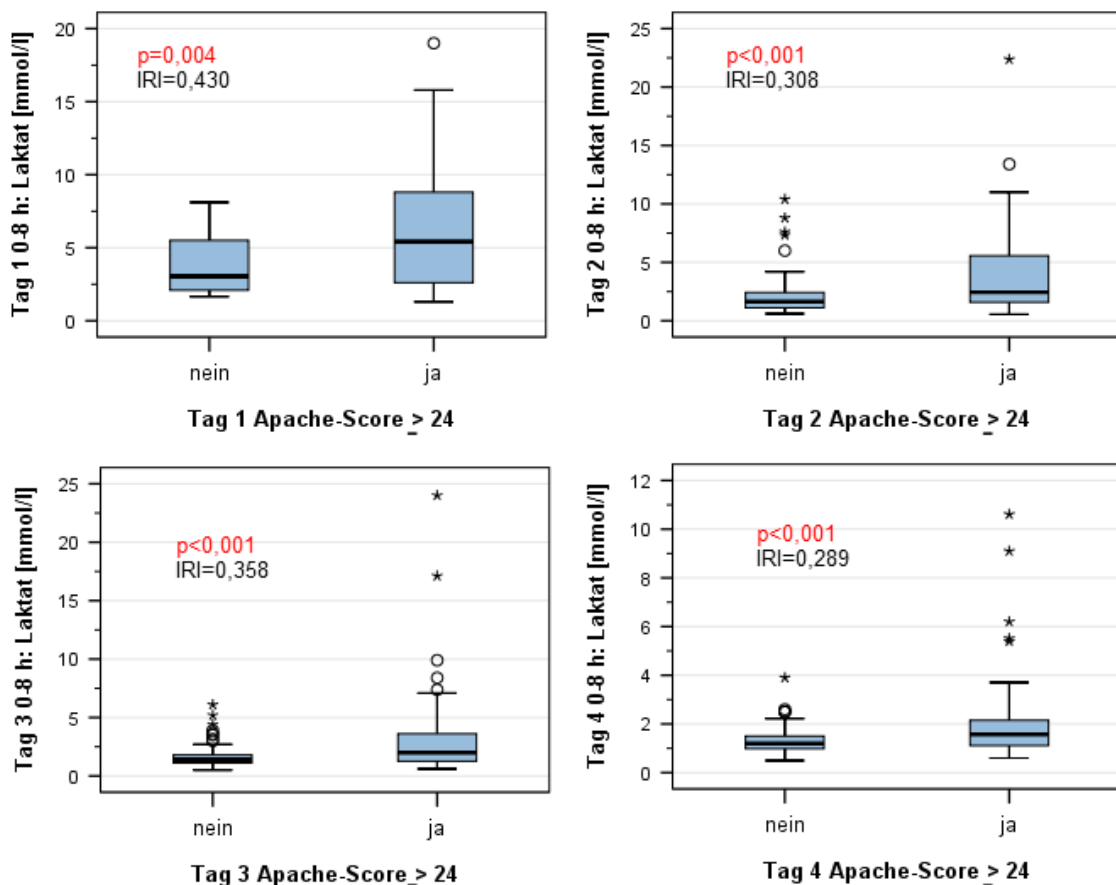 Tag 1 0-8 h: Laktat [mmol/l]
20
15
10
5
0
p=0,004
IRI=0,430
nein
ja
Tag 1 Apache-Score > 24
Tag 2 0-8 h: Laktat [mmol/l]
25
20
15
10
5
0
p<0,001
IRI=0,308
nein
ja
Tag 2 Apache-Score > 24
Tag 3 0-8 h: Laktat [mmol/l]
25
20
15
10
5
0
p<0,001
IRI=0,358
nein
ja
Tag 3 Apache-Score > 24
Tag 4 0-8 h: Laktat [mmol/l]
12
10
8
6
4
2
0
p<0,001
IRI=0,289
nein
ja
Tag 4 Apache-Score > 24